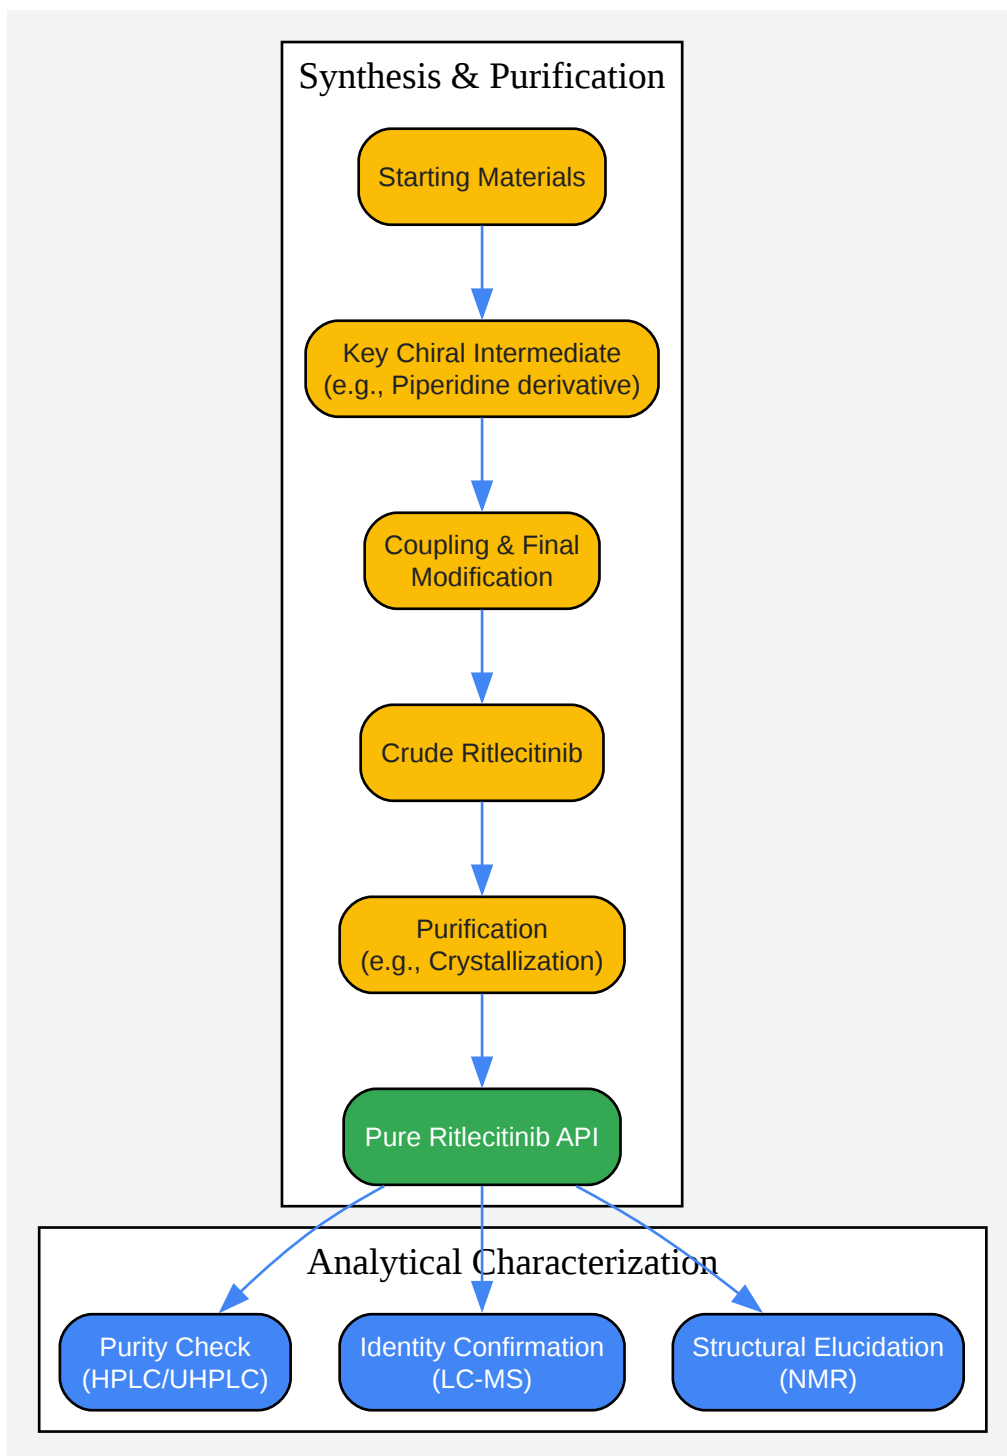 Synthesis & Purification
Starting Materials
Key Chiral Intermediate
(e.g., Piperidine derivative)
Coupling & Final
Modification
Crude Ritlecitinib
Purification
(e.g., Crystallization)
Pure Ritlecitinib API
Analytical Characterization
Purity Check
(HPLC/UHPLC)
Identity Confirmation
(LC-MS)
Structural Elucidation
(NMR)